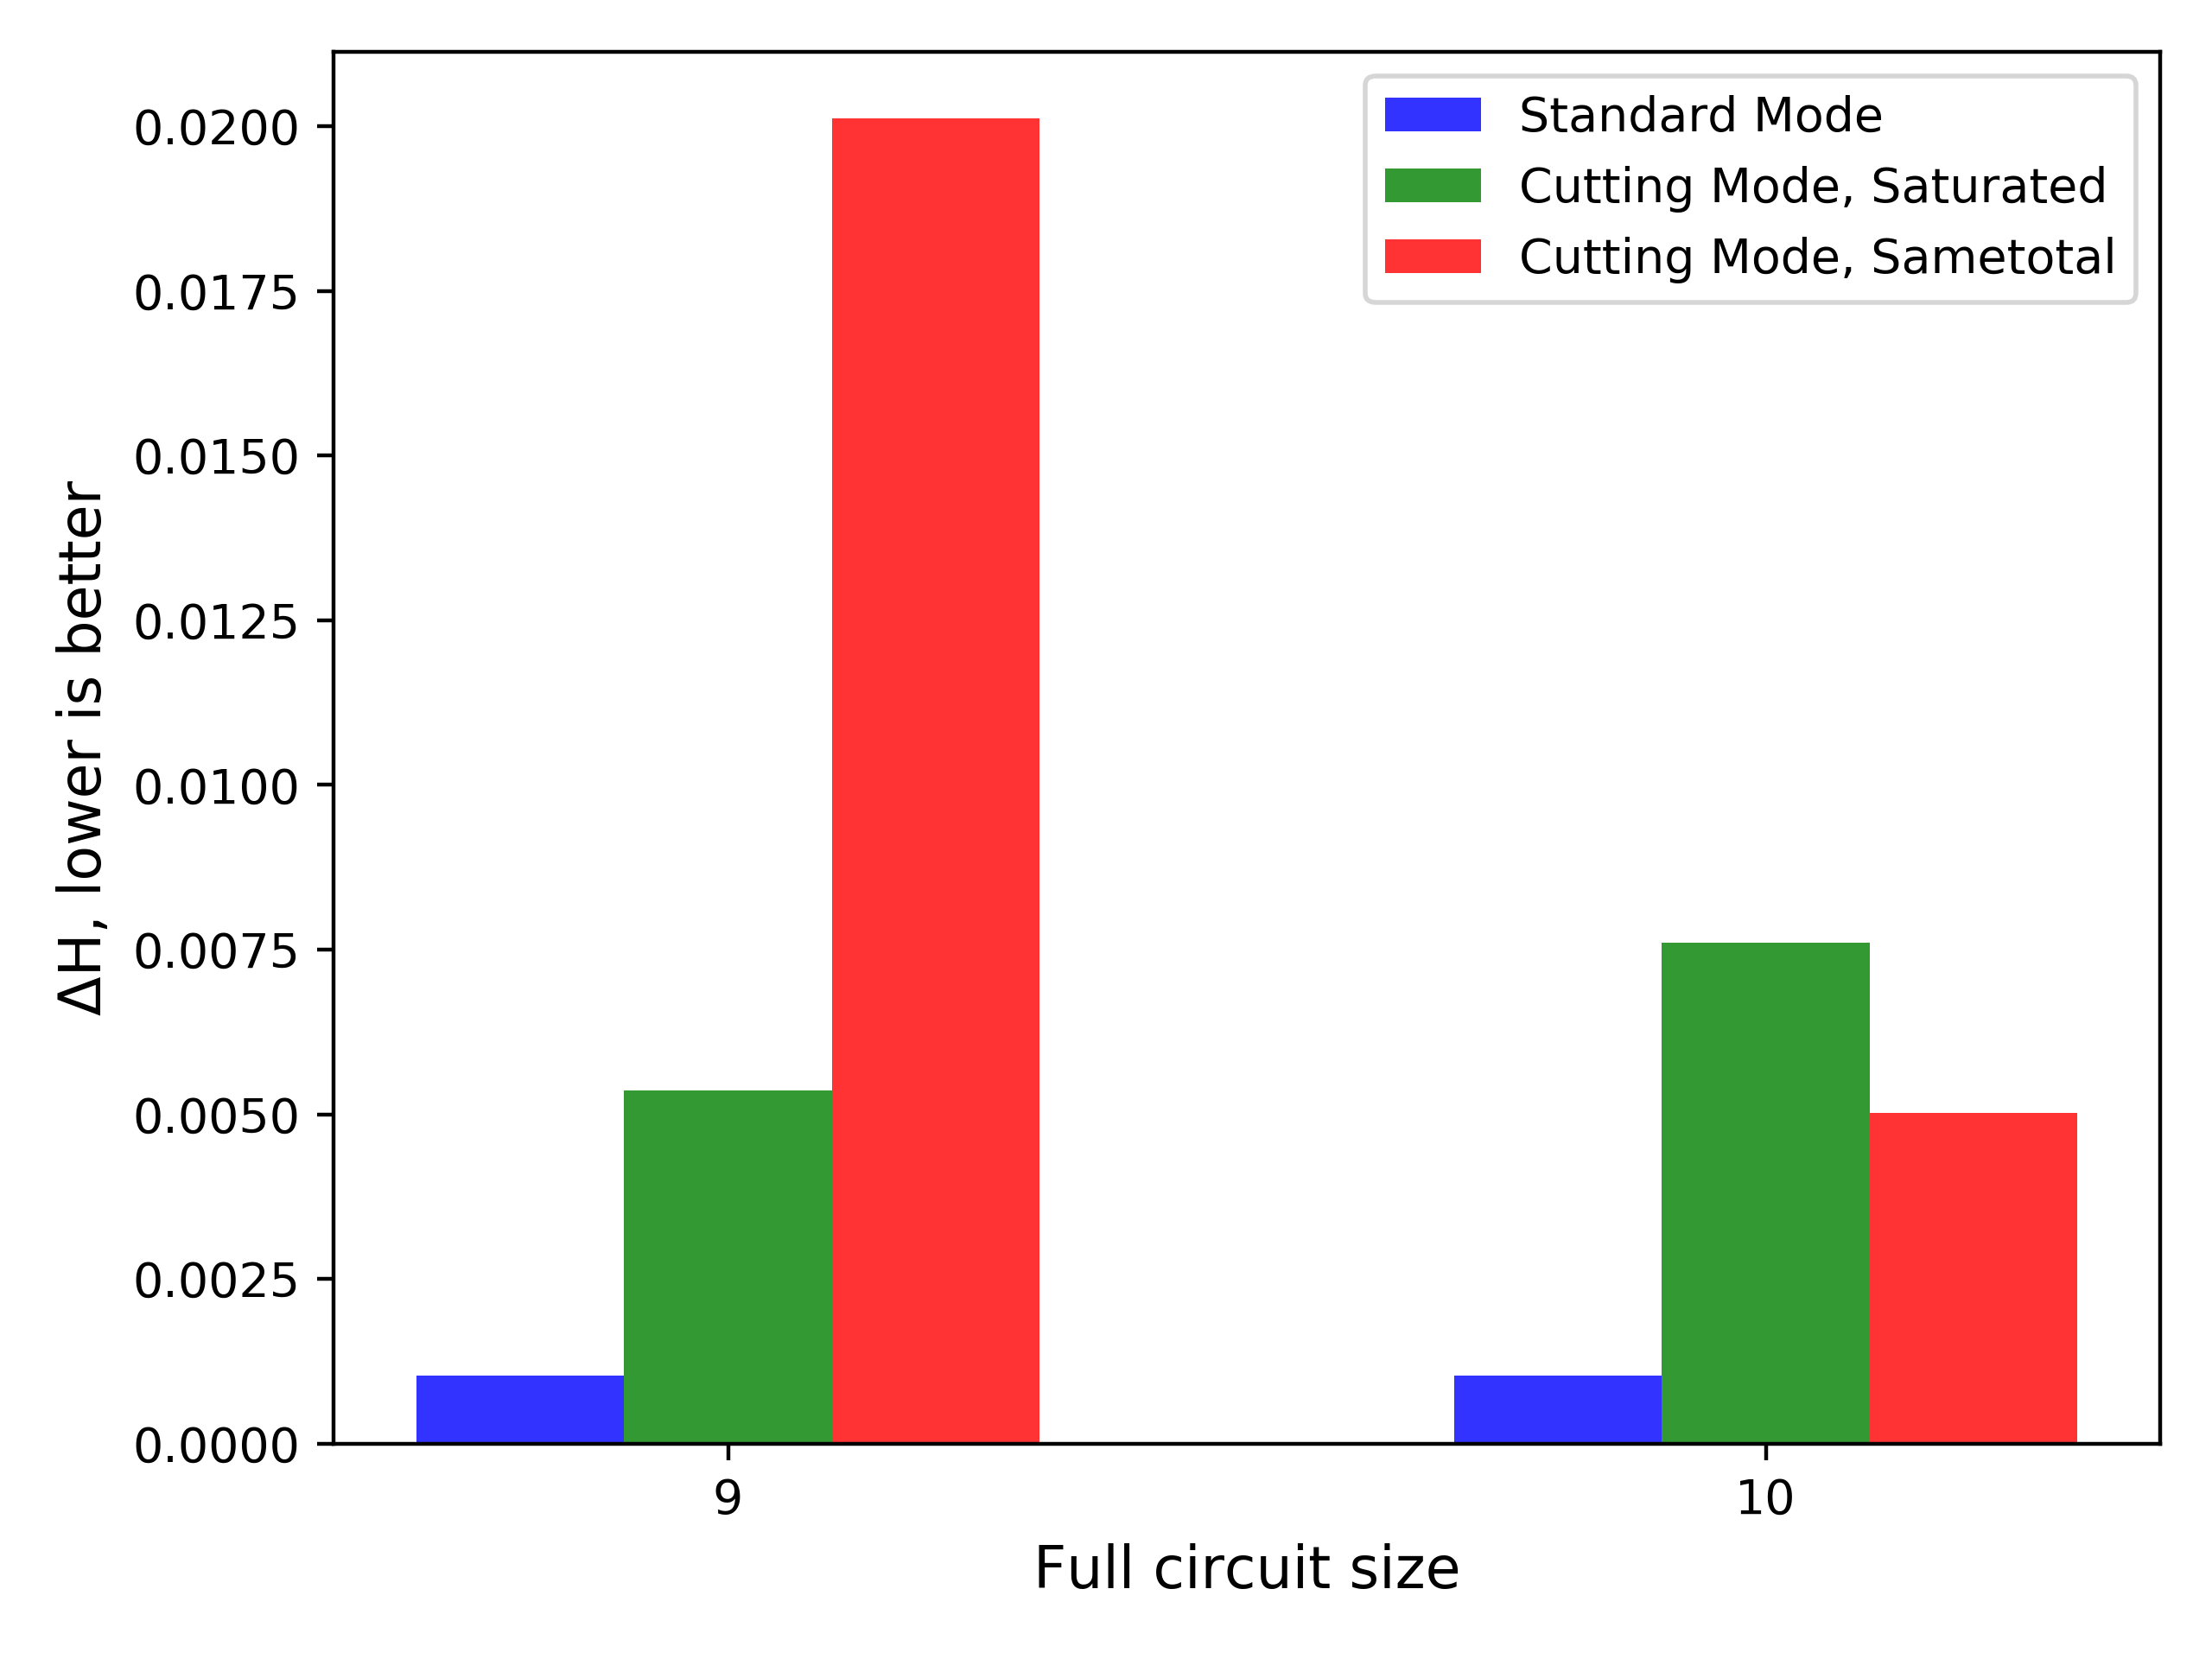 Standard Mode
Cutting Mode, Saturated
Cutting Mode, Sametotal
ΔH, lower is better
0.0200
0.0175
0.0150
0.0125
0.0100
0.0075
0.0050
0.0025
0.0000
9
10
Full circuit size